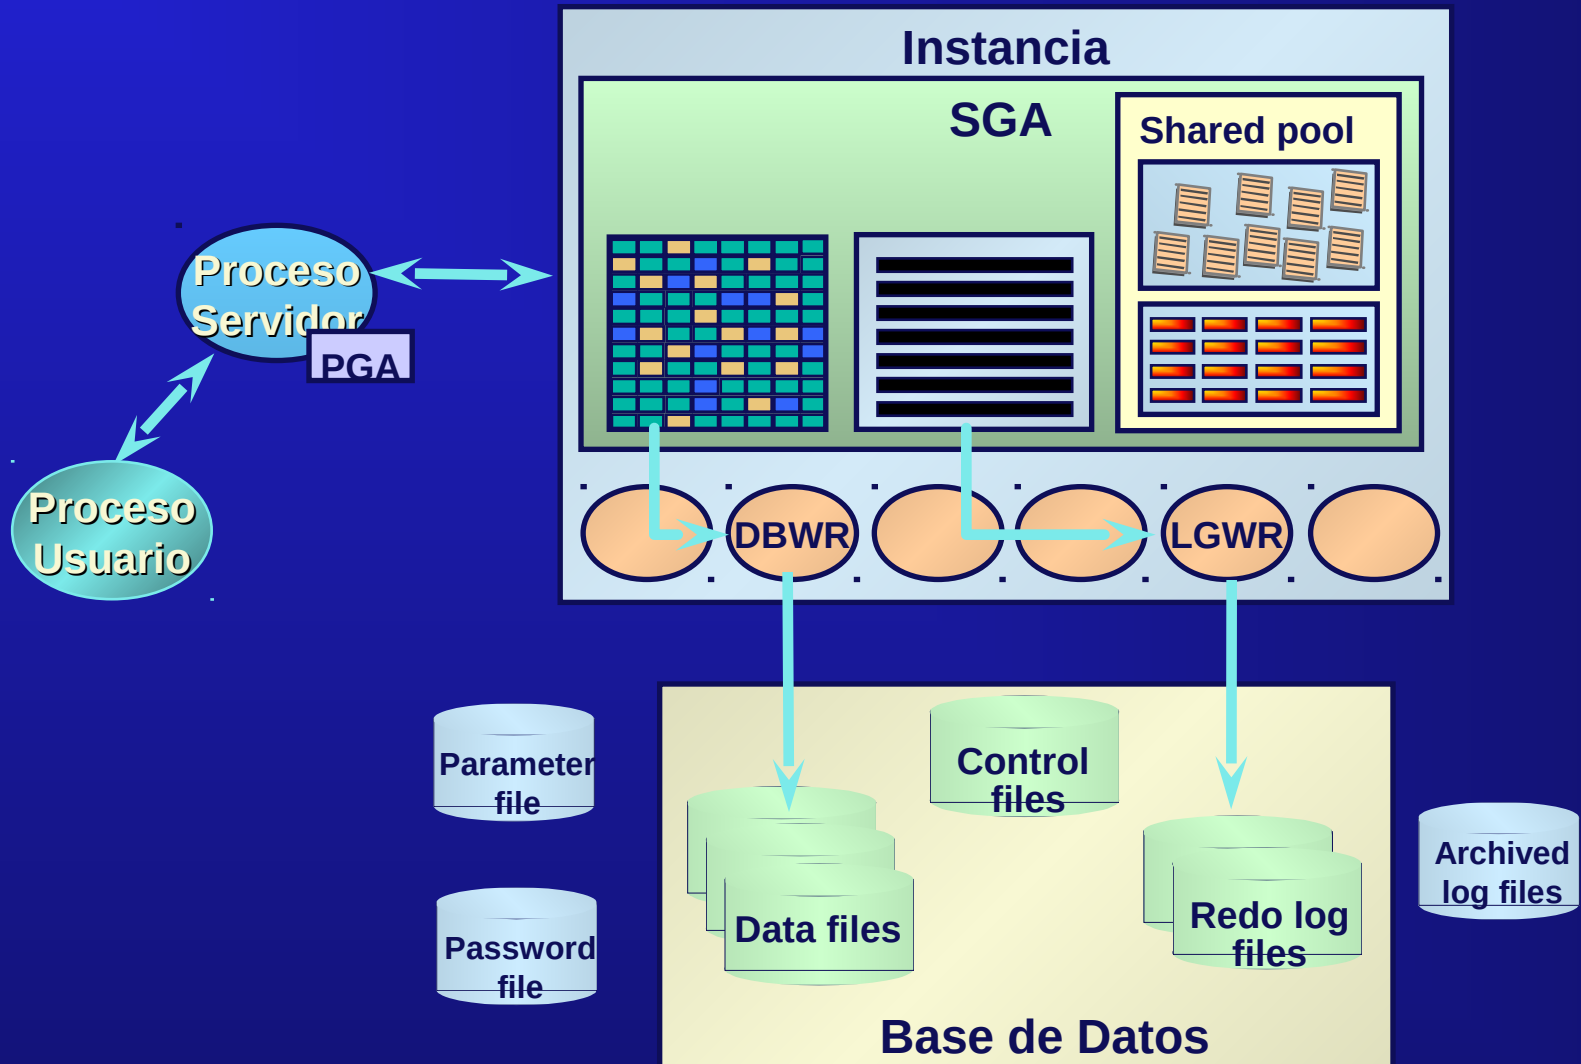 Instancia
SGA
Shared pool
Proceso
Servidor
PGA
Proceso
Usuario
DBWR
LGWR
Parameter
file
Control
files
Archived
log files
Data files
Redo log
files
Password
file
Base de Datos